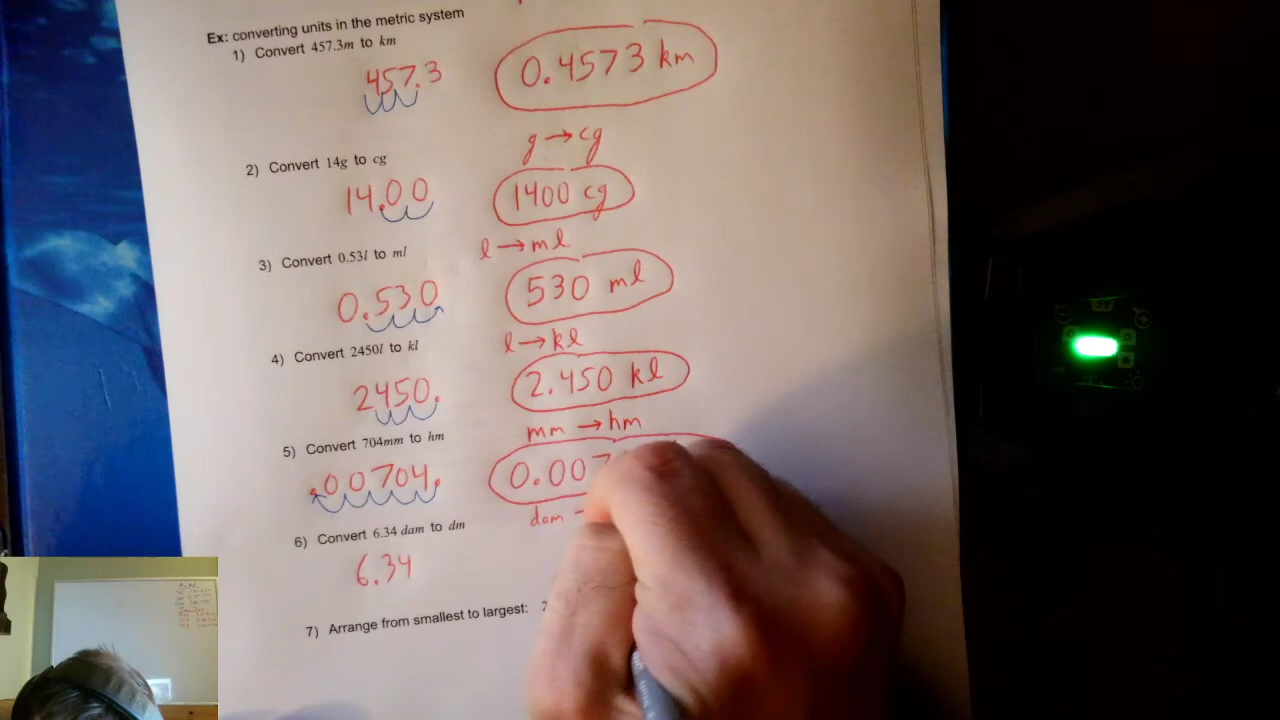 Ex: converting units in the metric system
1) Convert 457.3m to km
457.3 0.4573 km
g → cg
2) Convert 14g to cg
14.00 1400 cg
l → ml
3) Convert 0.53l to ml
0.530 530 ml
l → kl
4) Convert 2450l to kl
2450. 2.450 kl
mm → hm
5) Convert 704mm to hm
.00704. 0.007
dam
6) Convert 6.34 dam to dm
6.34
7) Arrange from smallest to largest: 2